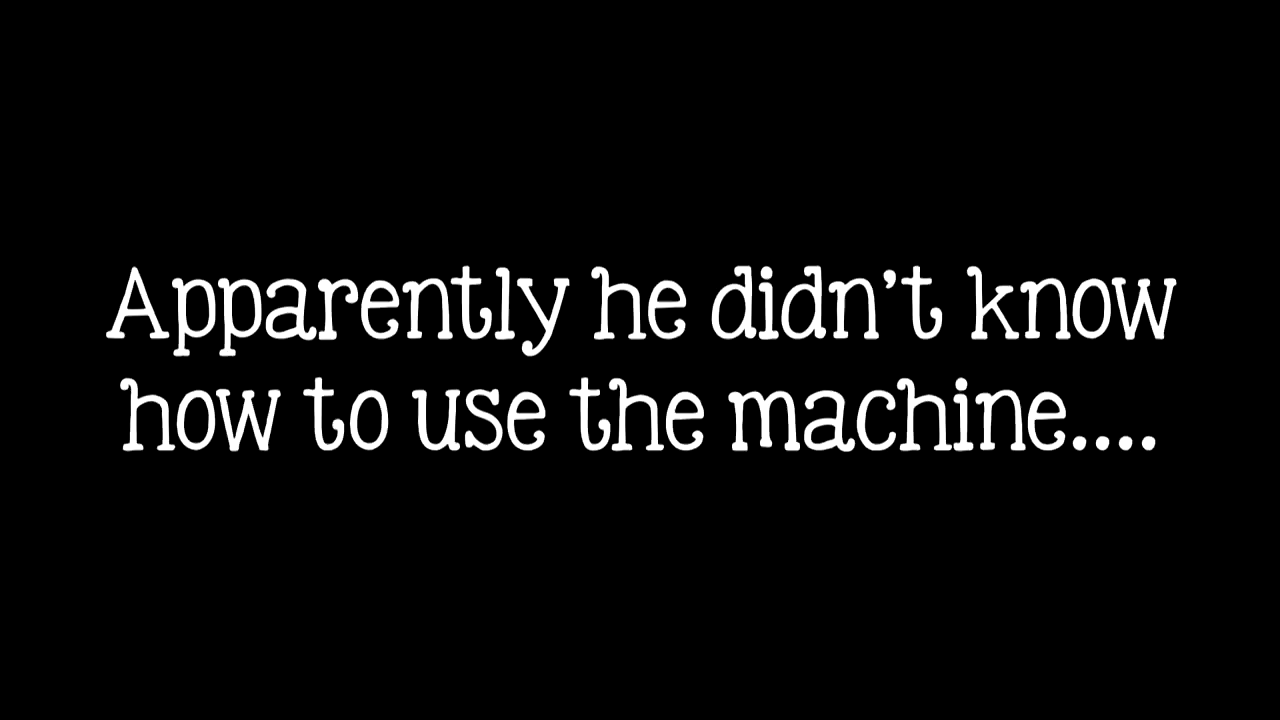 Apparently he didn't know
how to use the machine....